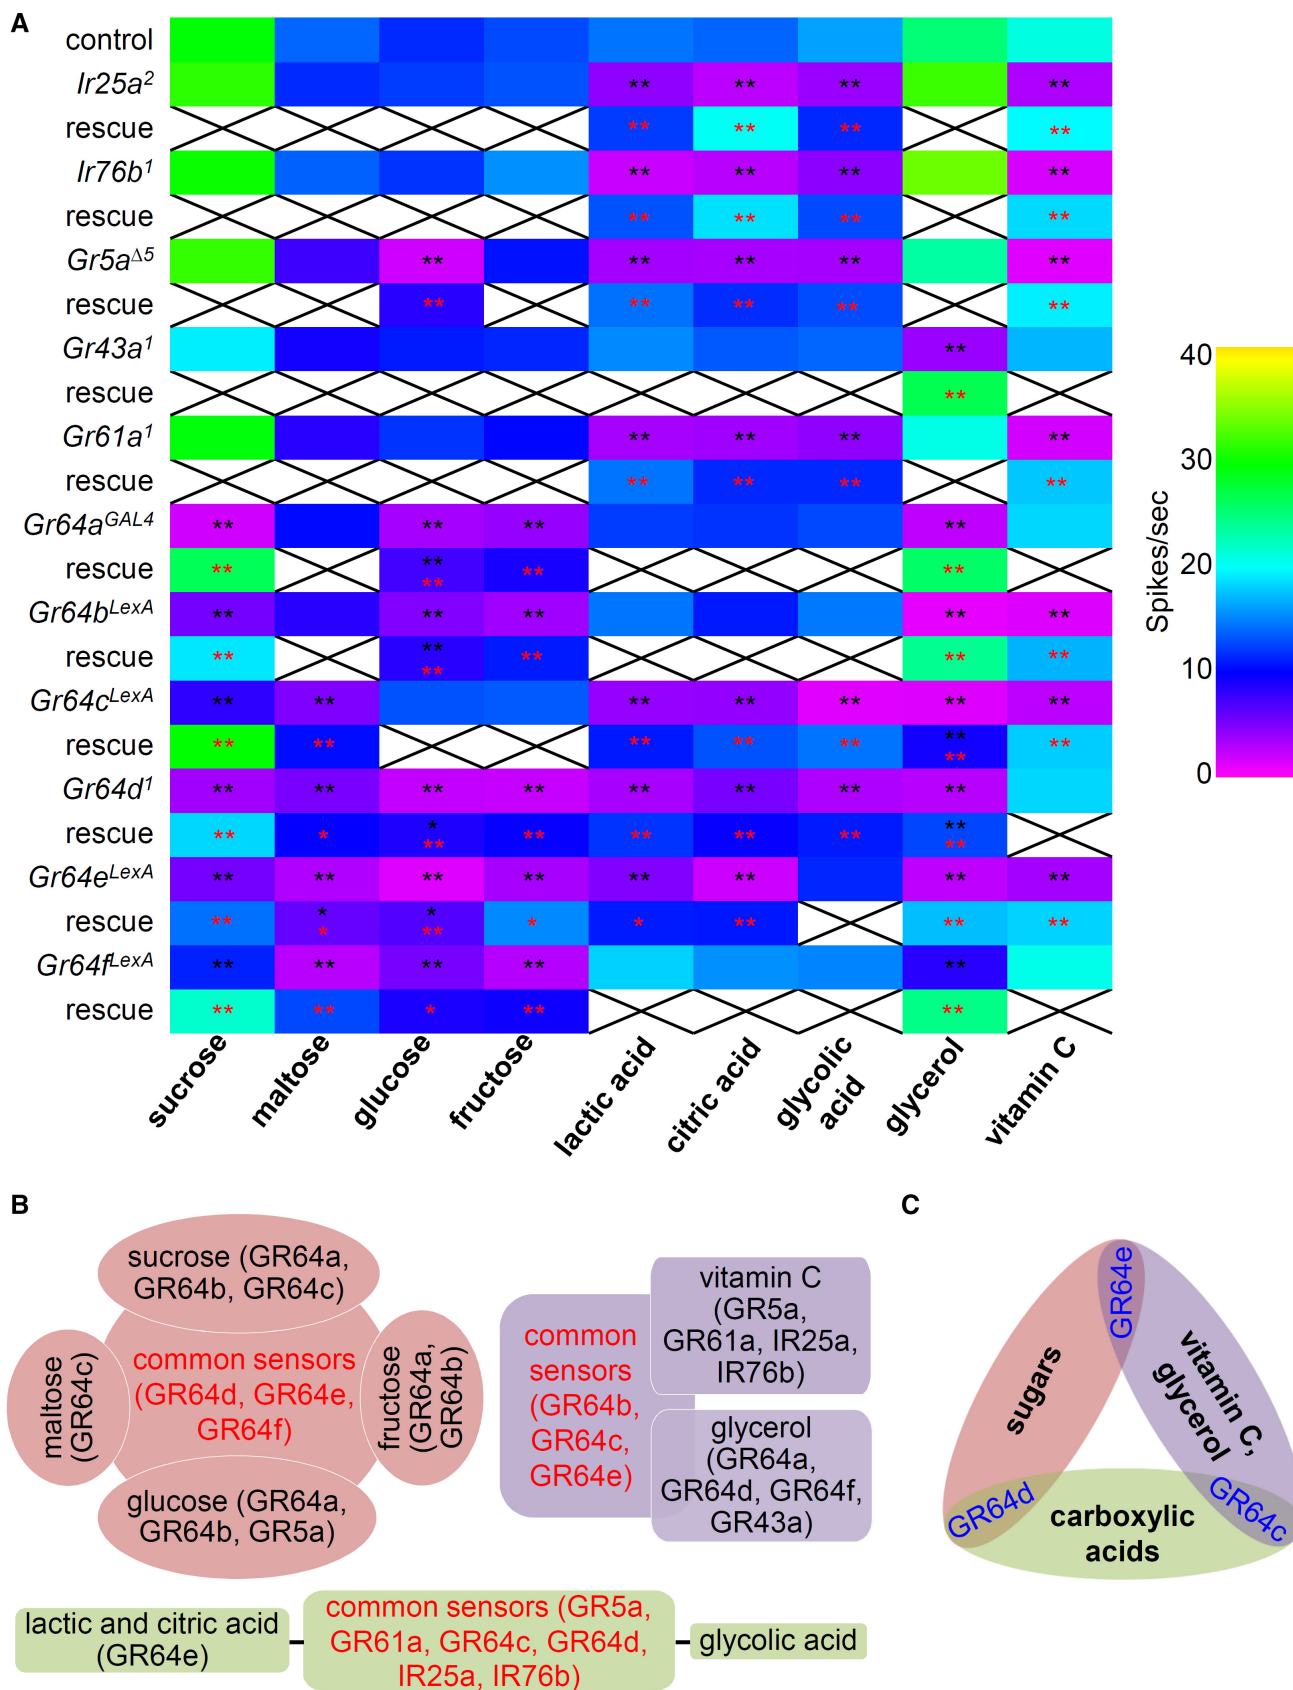 A
control
Ir25a²
** ** ** **
rescue
** ** ** **
Ir76b¹
** ** ** **
rescue
** ** ** **
Gr5aΔ5
** ** ** ** **
rescue
** ** ** ** **
Gr43a¹
**
rescue
**
Gr61a¹
** ** ** **
rescue
** ** ** **
Gr64aGAL4
** ** ** **
rescue
** ** ** ** **
Gr64bLexA
** ** ** ** **
rescue
** ** ** ** ** **
Gr64cLexA
** ** ** ** ** ** **
rescue
** ** ** ** ** ** ** **
Gr64d¹
** ** ** ** ** ** ** **
rescue
** * * ** ** ** ** ** ** **
Gr64eLexA
** ** ** ** ** ** ** **
rescue
** * * * ** * * ** ** **
Gr64fLexA
** ** ** ** **
rescue
** ** * ** **
sucrose
maltose
glucose
fructose
lactic acid
citric acid
glycolic
acid
glycerol
vitamin C
Spikes/sec
40
30
20
10
0
B
sucrose (GR64a,
GR64b, GR64c)
maltose
(GR64c)
common sensors
(GR64d, GR64e,
GR64f)
fructose
(GR64a,
GR64b)
glucose (GR64a,
GR64b, GR5a)
common
sensors
(GR64b,
GR64c,
GR64e)
vitamin C
(GR5a,
GR61a, IR25a,
IR76b)
glycerol
(GR64a,
GR64d, GR64f,
GR43a)
lactic and citric acid
(GR64e)
common sensors (GR5a,
GR61a, GR64c, GR64d,
IR25a, IR76b)
glycolic acid
C
GR64e
sugars
vitamin C,
glycerol
GR64d
GR64c
carboxylic
acids